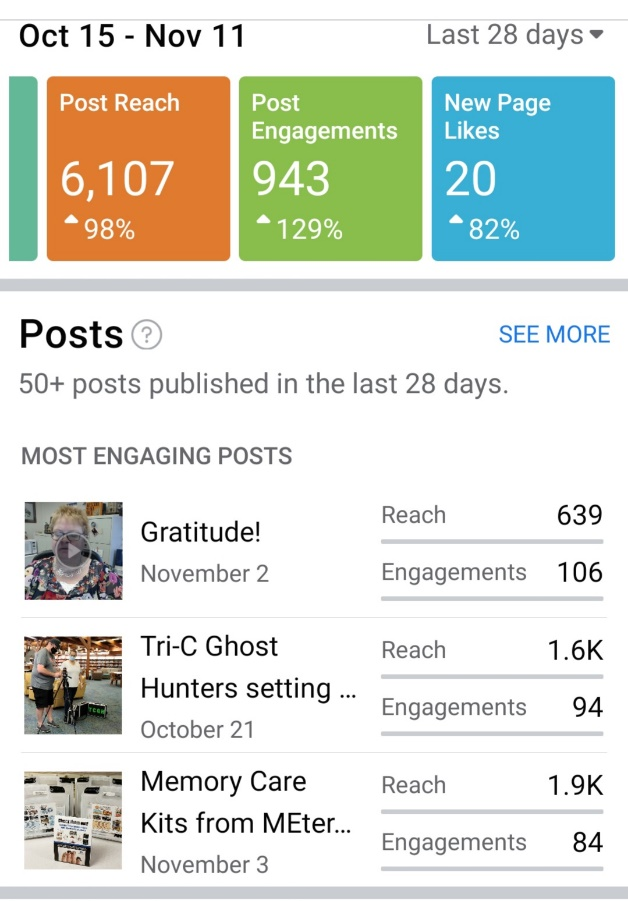 Oct 15 - Nov 11
Last 28 days
Post Reach
6,107
98%
Post
Engagements
943
129%
New Page
Likes
20
82%
Posts ?
SEE MORE
50+ posts published in the last 28 days.
MOST ENGAGING POSTS
Gratitude!
November 2
Reach 639
Engagements 106
Tri-C Ghost
Hunters setting ...
October 21
Reach 1.6K
Engagements 94
Memory Care
Kits from MEter...
November 3
Reach 1.9K
Engagements 84